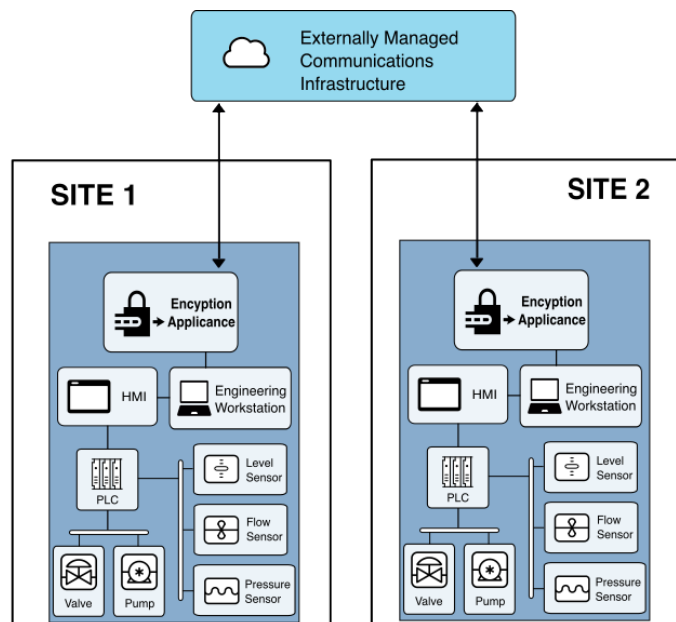 Externally Managed
Communications
Infrastructure
SITE 1
Encyption
Applicance
HMI
Engineering
Workstation
PLC
Level
Sensor
Flow
Sensor
Valve
Pump
Pressure
Sensor
SITE 2
Encyption
Applicance
HMI
Engineering
Workstation
PLC
Level
Sensor
Flow
Sensor
Valve
Pump
Pressure
Sensor